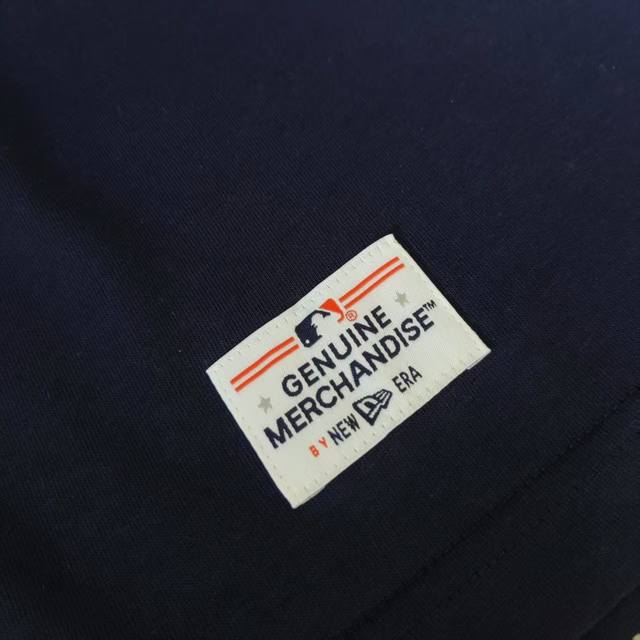 ®
GENUINE
MERCHANDISE™
BY NEW ERA